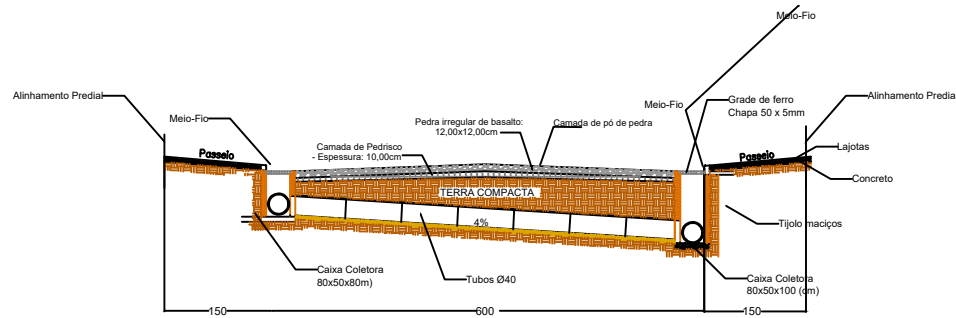 Meio-Fio
Alinhamento Predial
Alinhamento Predia
Meio-Fio
Grade de ferro
Chapa 50 x 5mm
Meio-Fio
Pedra irregular de basalto:
12,00x12,00cm
Camada de pó de pedra
Camada de Pedrisco
- Espessura: 10,00cm
Passeio
Passeio
Lajotas
Concreto
TERRA COMPACTA
4%
Tijolo maciços
Caixa Coletora
80x50x80m)
Tubos Ø40
Caixa Coletora
80x50x100 (cm)
150
600
150